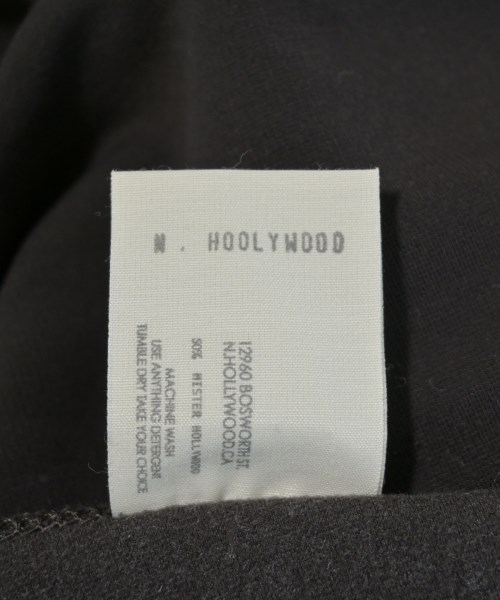 N. HOOLYWOOD
12960 BOSWORTH ST.
N.HOLLYWOOD.CA
50% MISTER HOLLYWOOD
MACHINE WASH
USE ANYTHING DETERGENT
TUMBLE DRY TAKE YOUR CHOICE